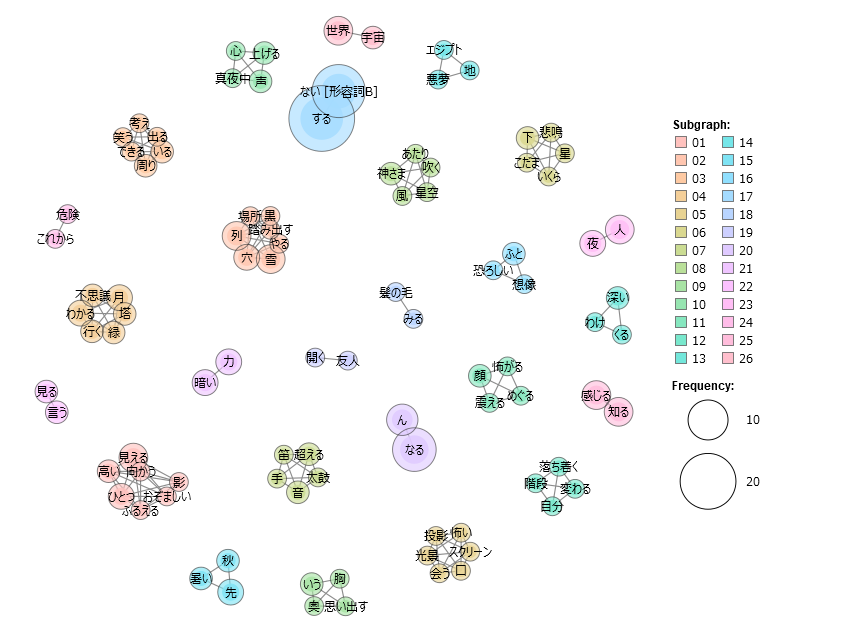 世界
宇宙
心
上げる
真夜中
声
エジプト
地
悪夢
ない [形容詞B]
する
考え
笑う
出る
できる
いる
周り
下
悲鳴
星
こだま
いくら
あたり
吹く
神さま
風
星空
危険
これから
場所
黒
踏み出す
列
やる
穴
雪
人
夜
ふと
恐ろしい
想像
不思議
月
わかる
塔
行く
緑
髪の毛
みる
深い
わけ
くる
力
暗い
開く
友人
見る
言う
顔
怖がる
震える
めぐる
感じる
知る
ん
なる
見える
高い
向かう
影
ひとつ
おぞましい
ふるえる
笛
超える
手
太鼓
音
落ち着く
階段
変わる
自分
投影
怖い
光景
スクリーン
会う
口
秋
暑い
先
いう
胸
奥
思い出す
Subgraph:
01 14
02 15
03 16
04 17
05 18
06 19
07 20
08 21
09 22
10 23
11 24
12 25
13 26
Frequency:
10
20